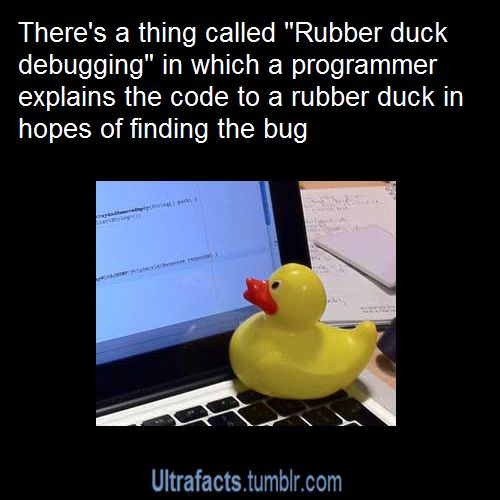 There's a thing called "Rubber duck
debugging" in which a programmer
explains the code to a rubber duck in
hopes of finding the bug
Ultrafacts.tumblr.com